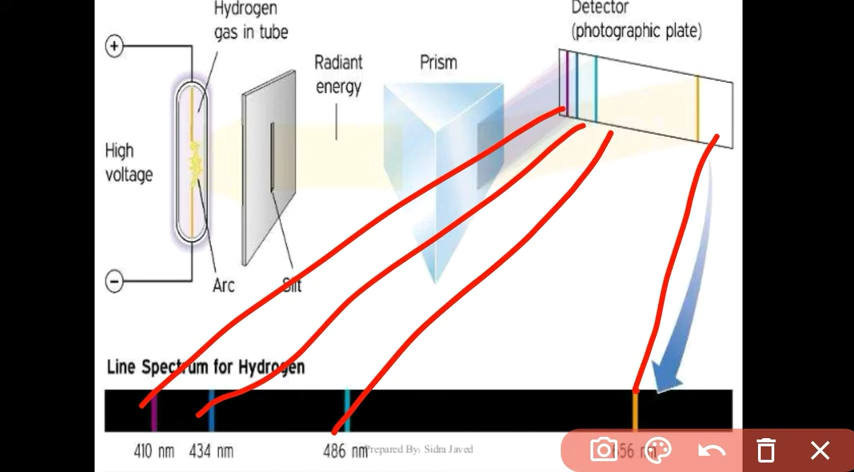 Hydrogen
gas in tube
Detector
(photographic plate)
Radiant
energy
Prism
+
High
voltage
−
Arc
Slit
Line Spectrum for Hydrogen
410 nm 434 nm 486 nm
Prepared By: Sidra Javed